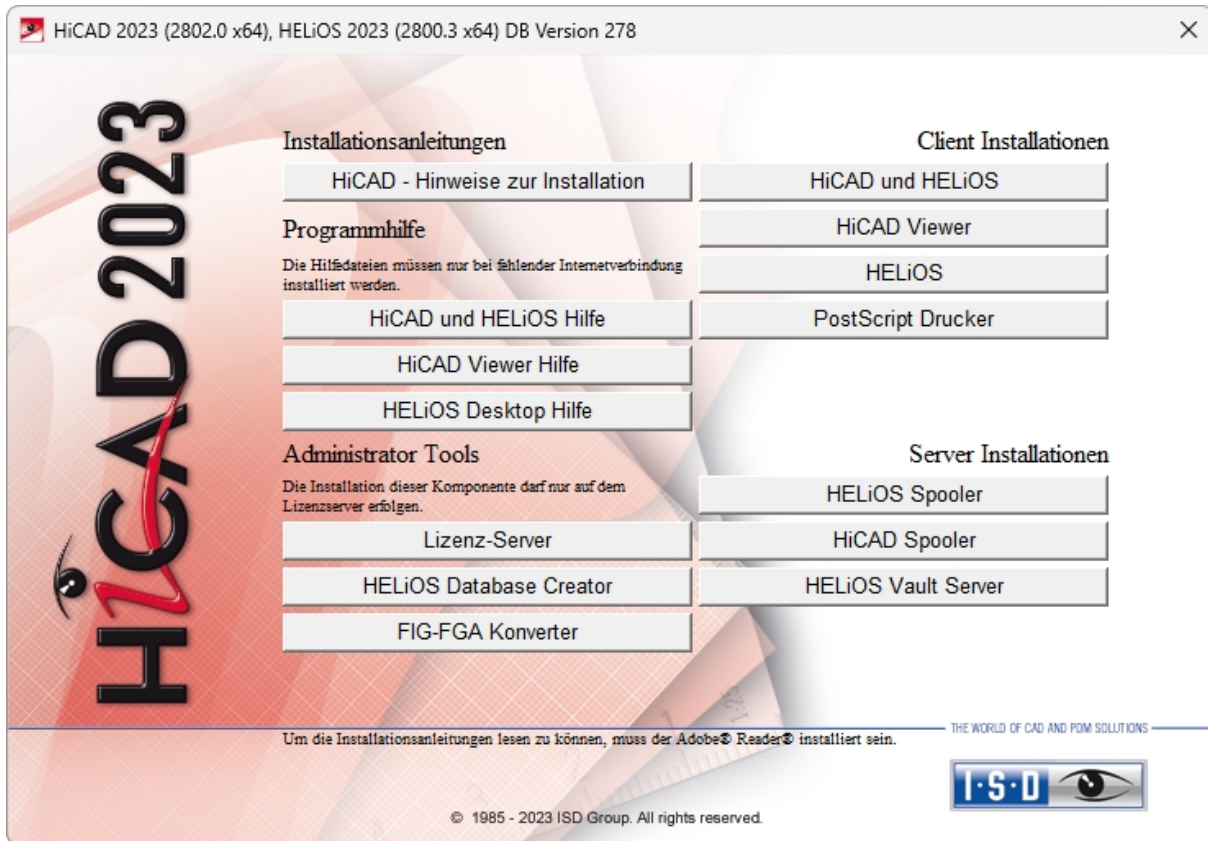 HiCAD 2023 (2802.0 x64), HELiOS 2023 (2800.3 x64) DB Version 278
HiCAD 2023
Installationsanleitungen
HiCAD - Hinweise zur Installation
Programmhilfe
Die Hilfedateien müssen nur bei fehlender Internetverbindung
installiert werden.
HiCAD und HELiOS Hilfe
HiCAD Viewer Hilfe
HELiOS Desktop Hilfe
Administrator Tools
Die Installation dieser Komponente darf nur auf dem
Lizenzserver erfolgen.
Lizenz-Server
HELiOS Database Creator
FIG-FGA Konverter
Client Installationen
HiCAD und HELiOS
HiCAD Viewer
HELiOS
PostScript Drucker
Server Installationen
HELiOS Spooler
HiCAD Spooler
HELiOS Vault Server
THE WORLD OF CAD AND PDM SOLUTIONS
Um die Installationsanleitungen lesen zu können, muss der Adobe® Reader® installiert sein.
I·S·D
© 1985 - 2023 ISD Group. All rights reserved.